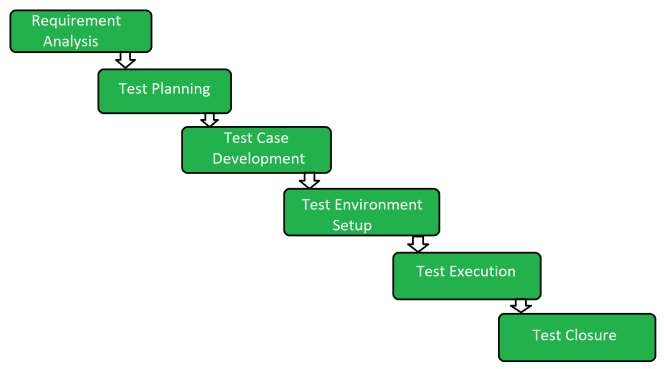 Requirement
Analysis
Test Planning
Test Case
Development
Test Environment
Setup
Test Execution
Test Closure